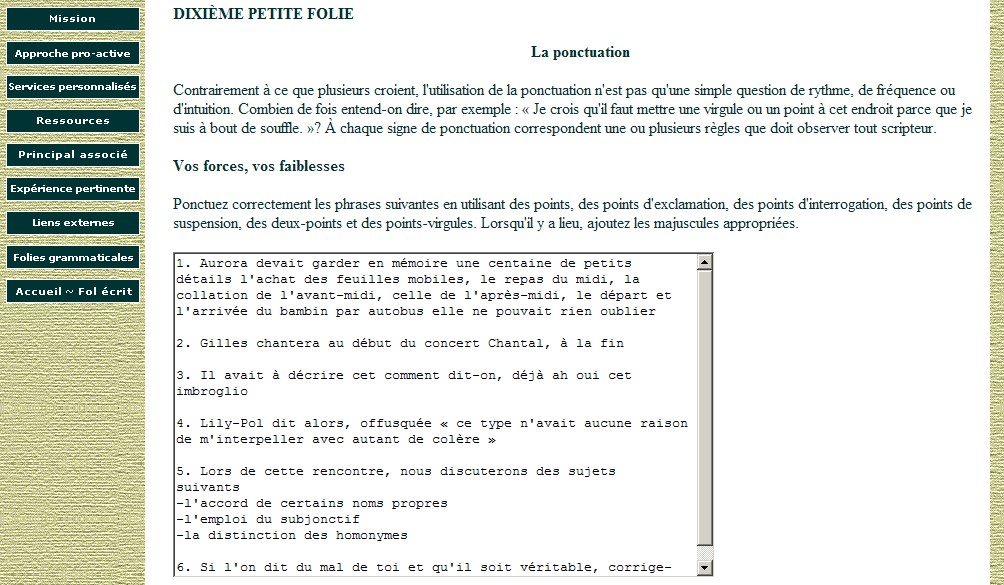 Mission
Approche pro-active
Services personnalisés
Ressources
Principal associé
Expérience pertinente
Liens externes
Folies grammaticales
Accueil ~ Fol écrit
DIXIÈME PETITE FOLIE
La ponctuation
Contrairement à ce que plusieurs croient, l'utilisation de la ponctuation n'est pas qu'une simple question de rythme, de fréquence ou
d'intuition. Combien de fois entend-on dire, par exemple : « Je crois qu'il faut mettre une virgule ou un point à cet endroit parce que je
suis à bout de souffle. »? À chaque signe de ponctuation correspondent une ou plusieurs règles que doit observer tout scripteur.
Vos forces, vos faiblesses
Ponctuez correctement les phrases suivantes en utilisant des points, des points d'exclamation, des points d'interrogation, des points de
suspension, des deux-points et des points-virgules. Lorsqu'il y a lieu, ajoutez les majuscules appropriées.
1. Aurora devait garder en mémoire une centaine de petits
détails l'achat des feuilles mobiles, le repas du midi, la
collation de l'avant-midi, celle de l'après-midi, le départ et
l'arrivée du bambin par autobus elle ne pouvait rien oublier
2. Gilles chantera au début du concert Chantal, à la fin
3. Il avait à décrire cet comment dit-on, déjà ah oui cet
imbroglio
4. Lily-Pol dit alors, offusquée « ce type n'avait aucune raison
de m'interpeller avec autant de colère »
5. Lors de cette rencontre, nous discuterons des sujets
suivants
-l'accord de certains noms propres
-l'emploi du subjonctif
-la distinction des homonymes
6. Si l'on dit du mal de toi et qu'il soit véritable, corrige-